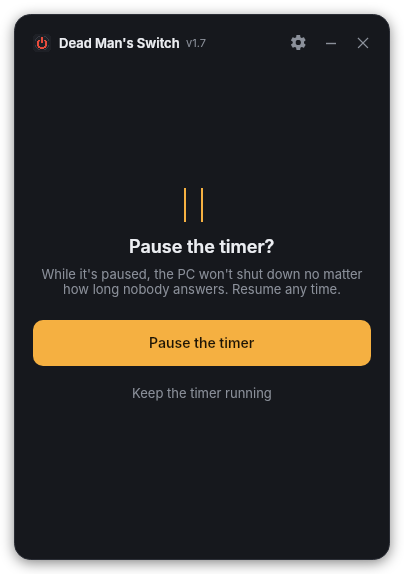 Dead Man's Switch v1.7
Pause the timer?
While it's paused, the PC won't shut down no matter
how long nobody answers. Resume any time.
Pause the timer
Keep the timer running